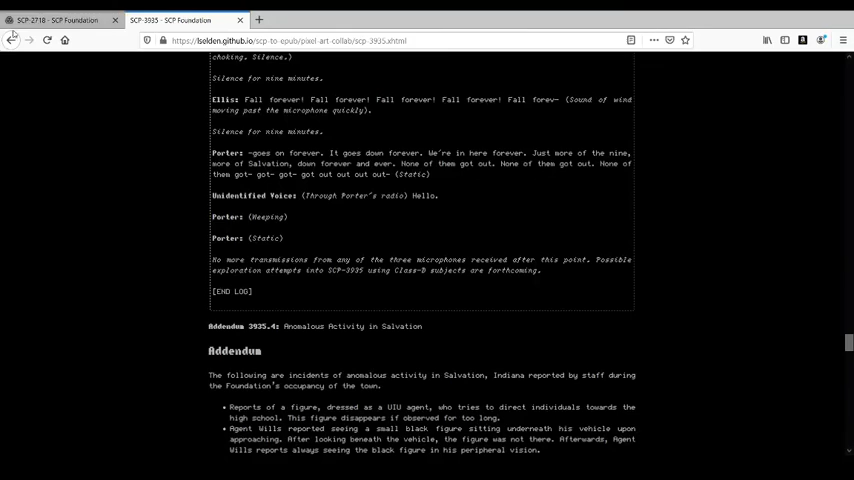 SCP-2718 - SCP Foundation
SCP-3935 - SCP Foundation
https://lselden.github.io/scp-to-epub/pixel-art-collab/scp-3935.xhtml
choking. Silence.)
Silence for nine minutes.
Ellis: Fall forever! Fall forever! Fall forever! Fall forever! Fall forev— (Sound of wind
moving past the microphone quickly).
Silence for nine minutes.
Porter: —goes on forever. It goes down forever. We're in here forever. Just more of the nine,
more of Salvation, down forever and ever. None of them got out. None of them got out. None of
them got— got— got— got out out out out— (Static)
Unidentified Voice: (Through Porter's radio) Hello.
Porter: (Weeping)
Porter: (Static)
No more transmissions from any of the three microphones received after this point. Possible
exploration attempts into SCP-3935 using Class-D subjects are forthcoming.
[END LOG]
Addendum 3935.4: Anomalous Activity in Salvation
Addendum
The following are incidents of anomalous activity in Salvation, Indiana reported by staff during
the Foundation's occupancy of the town.
• Reports of a figure, dressed as a UIU agent, who tries to direct individuals towards the
high school. This figure disappears if observed for too long.
• Agent Wills reported seeing a small black figure sitting underneath his vehicle upon
approaching. After looking beneath the vehicle, the figure was not there. Afterwards, Agent
Wills reports always seeing the black figure in his peripheral vision.